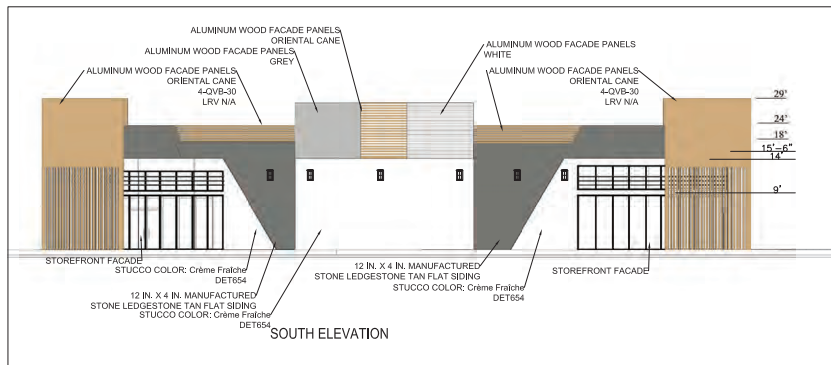 ALUMINUM WOOD FACADE PANELS
ORIENTAL CANE
ALUMINUM WOOD FACADE PANELS
GREY
ALUMINUM WOOD FACADE PANELS
WHITE
ALUMINUM WOOD FACADE PANELS
ORIENTAL CANE
4-QVB-30
LRV N/A
ALUMINUM WOOD FACADE PANELS
ORIENTAL CANE
4-QVB-30
LRV N/A
29'
24'
18'
15'-6"
14'
9'
STOREFRONT FACADE
STUCCO COLOR: Crème Fraîche
DET654
12 IN. X 4 IN. MANUFACTURED
STONE LEDGESTONE TAN FLAT SIDING
STUCCO COLOR: Crème Fraîche
DET654
12 IN. X 4 IN. MANUFACTURED
STONE LEDGESTONE TAN FLAT SIDING
STUCCO COLOR: Crème Fraîche
DET654
STOREFRONT FACADE
SOUTH ELEVATION